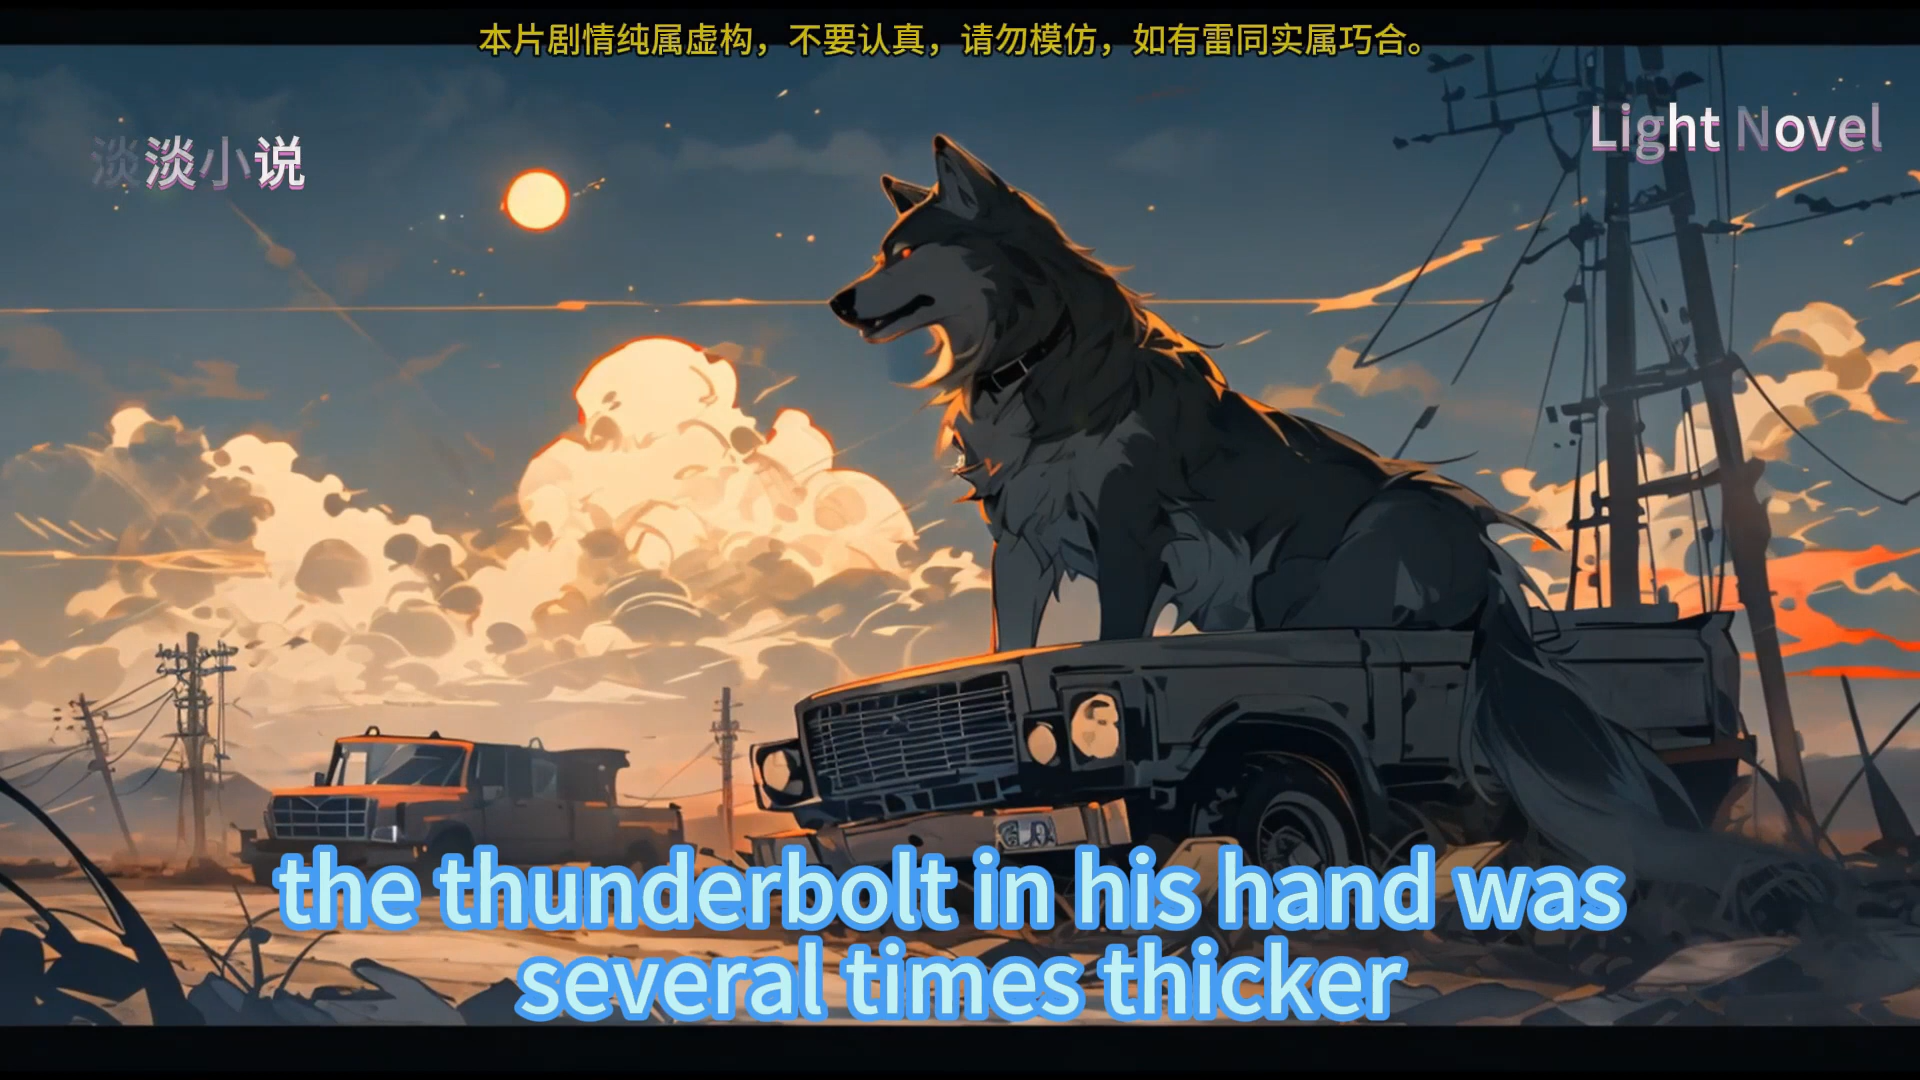 本片剧情纯属虚构，不要认真，请勿模仿，如有雷同实属巧合。
淡淡小说
Light Novel
the thunderbolt in his hand was
several times thicker